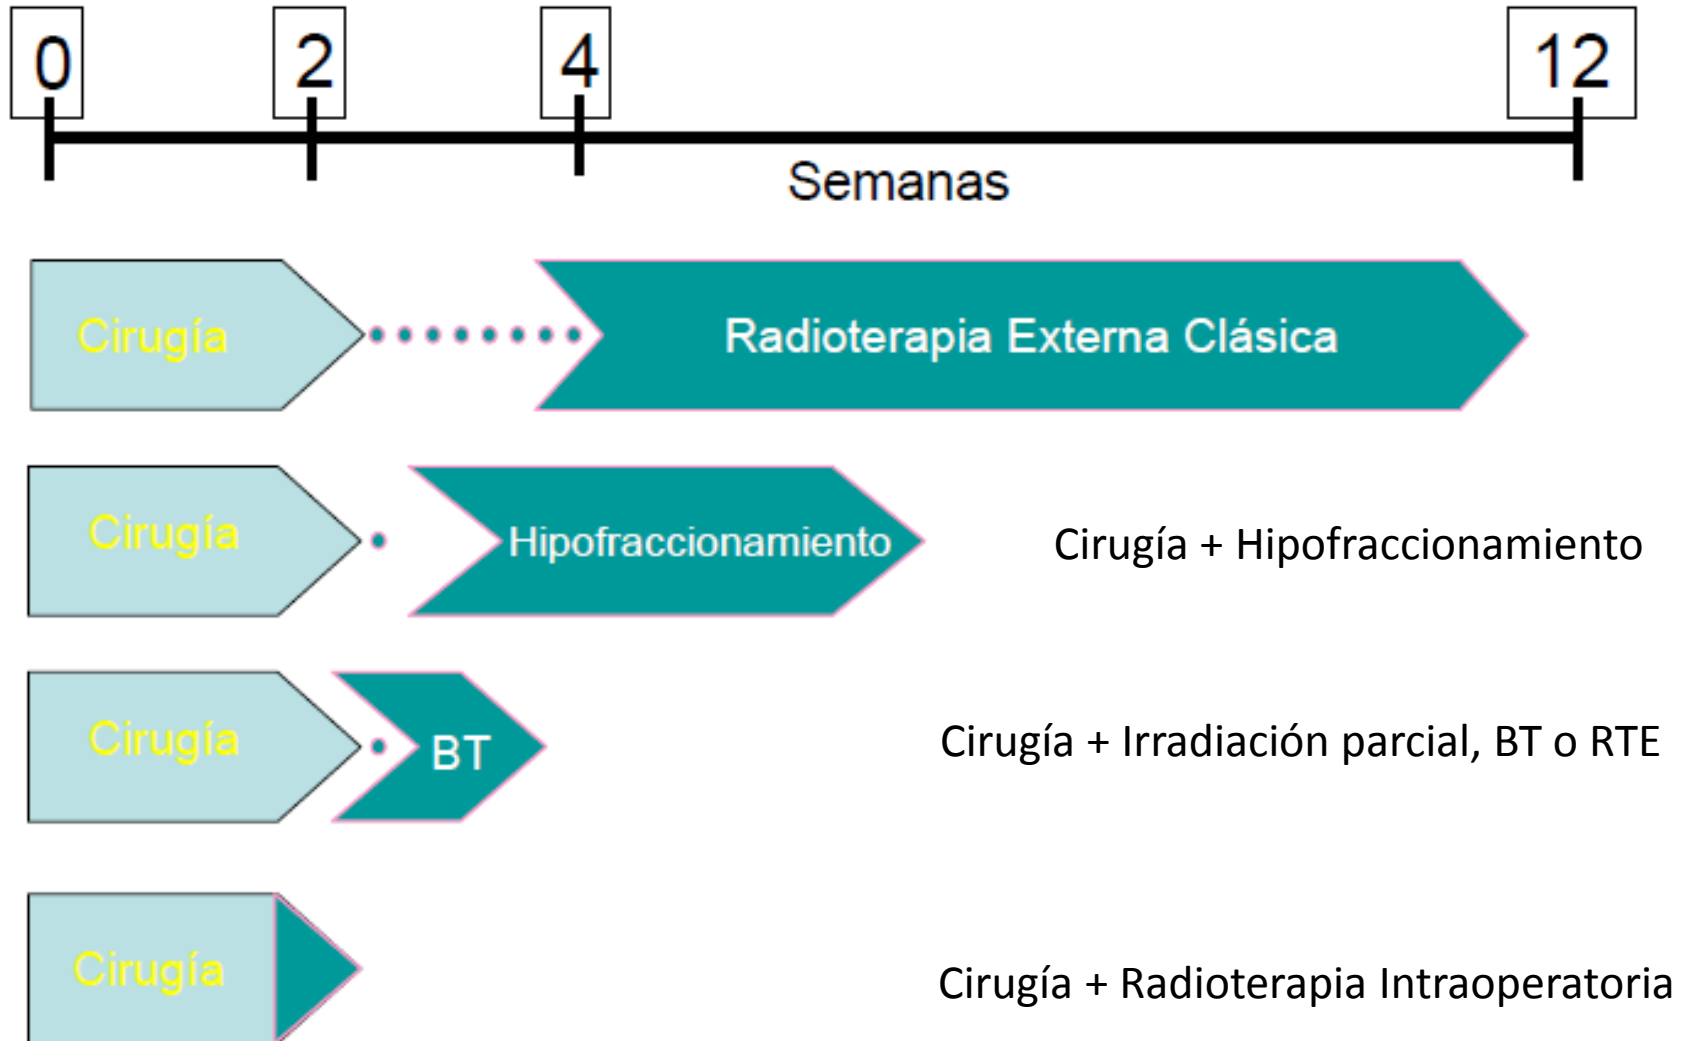 0 2 4 12
Semanas
Cirugía Radioterapia Externa Clásica
Cirugía Hipofraccionamiento Cirugía + Hipofraccionamiento
Cirugía BT Cirugía + Irradiación parcial, BT o RTE
Cirugía Cirugía + Radioterapia Intraoperatoria